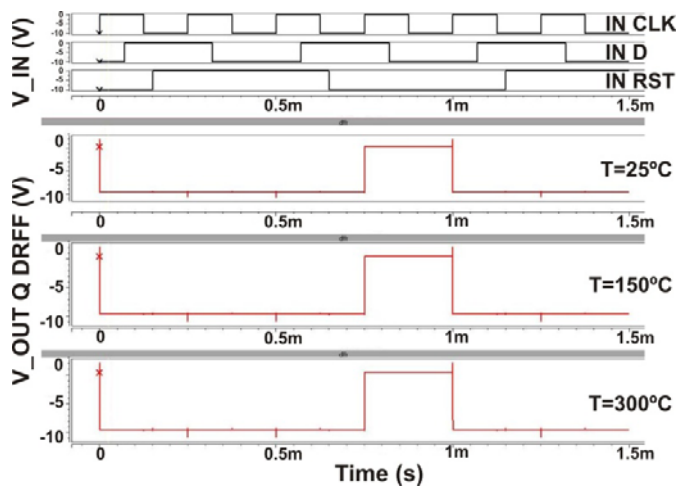 V_IN (V)
0
-5
-10
IN CLK
0
-5
-10
IN D
0
-5
-10
IN RST
0 0.5m 1m 1.5m
V_OUT Q DRFF (V)
0
-5
-10
T=25ºC
0 0.5m 1m 1.5m
0
-5
-10
T=150ºC
0 0.5m 1m 1.5m
0
-5
-10
T=300ºC
0 0.5m 1m 1.5m
Time (s)